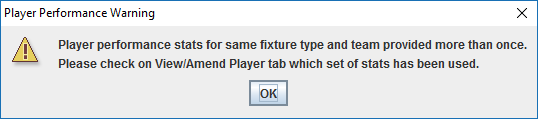 Player Performance Warning
Player performance stats for same fixture type and team provided more than once.
Please check on View/Amend Player tab which set of stats has been used.
OK